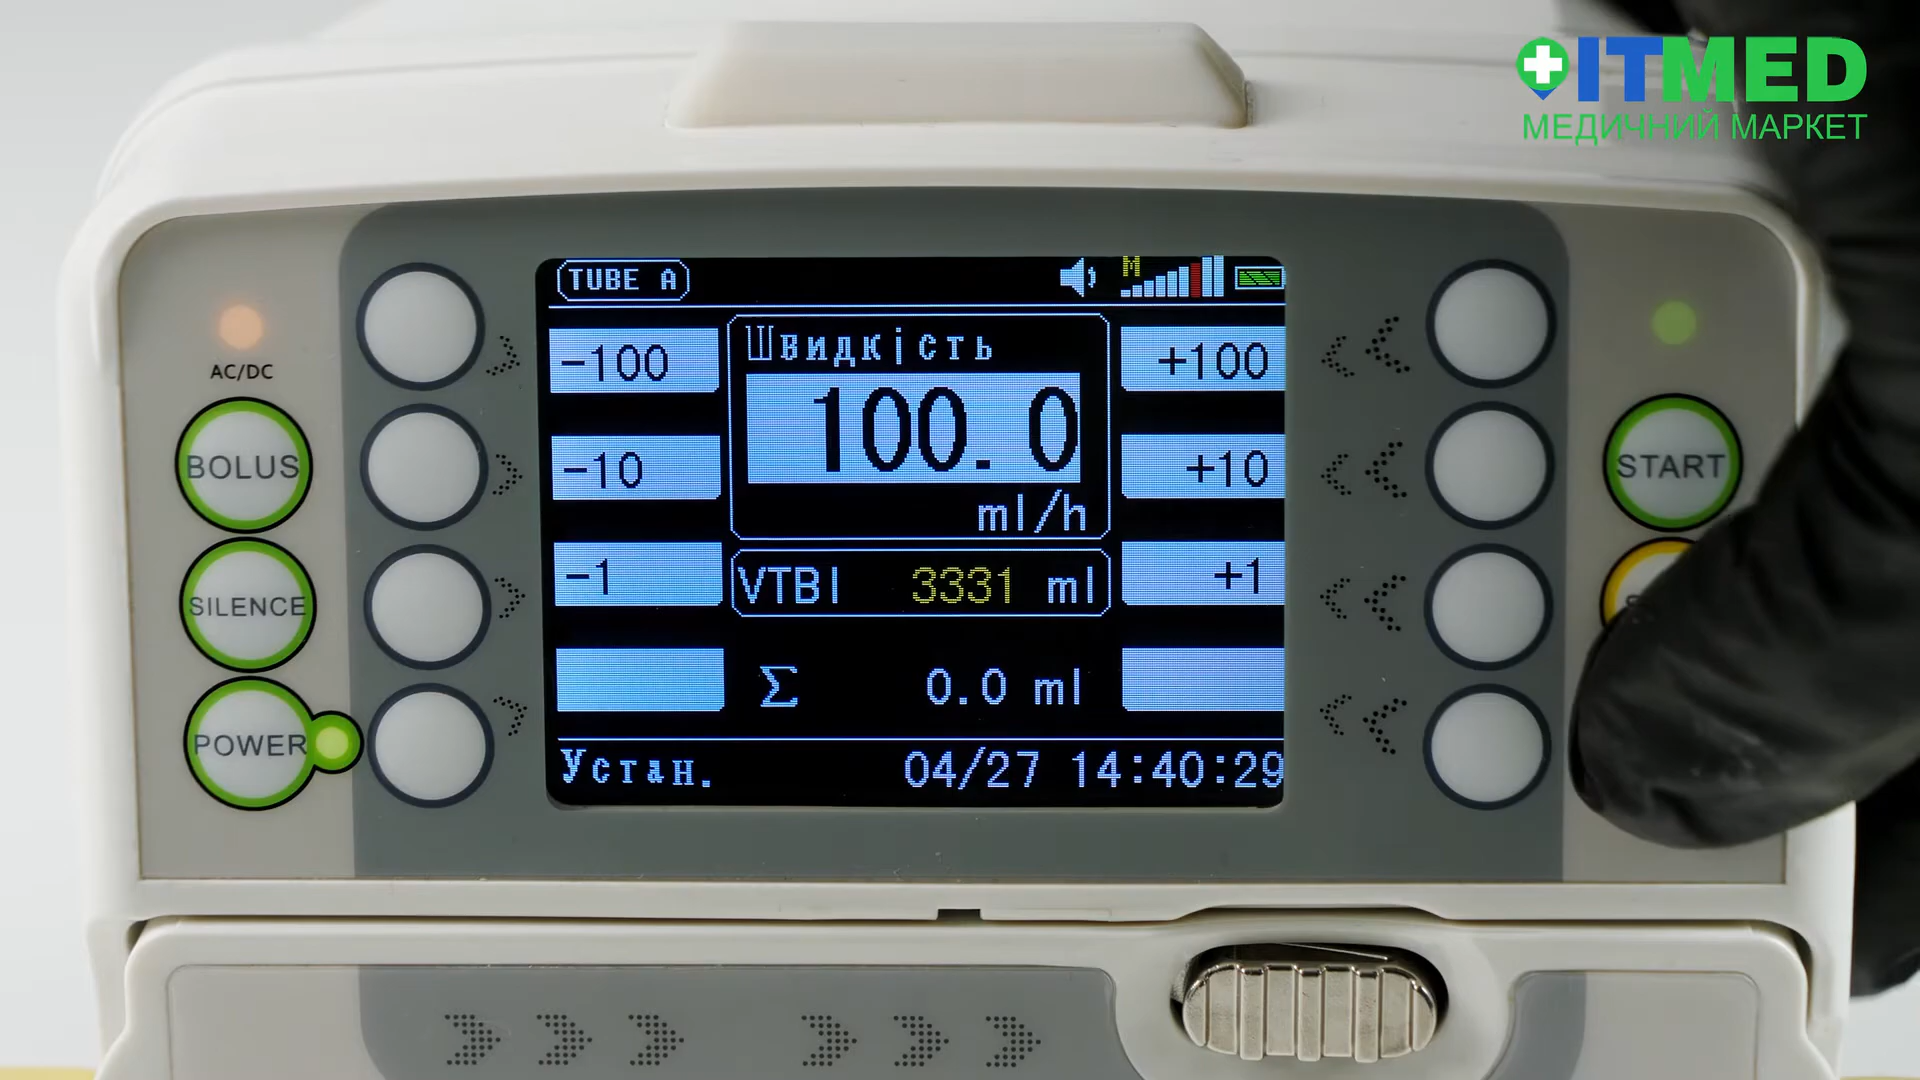 ITMED
МЕДИЧНИЙ МАРКЕТ
TUBE A
M
-100
Швидкість
+100
100.0
ml/h
-10
+10
-1
VTBI 3331 ml
+1
Σ 0.0 ml
Устан. 04/27 14:40:29
AC/DC
BOLUS
SILENCE
POWER
START